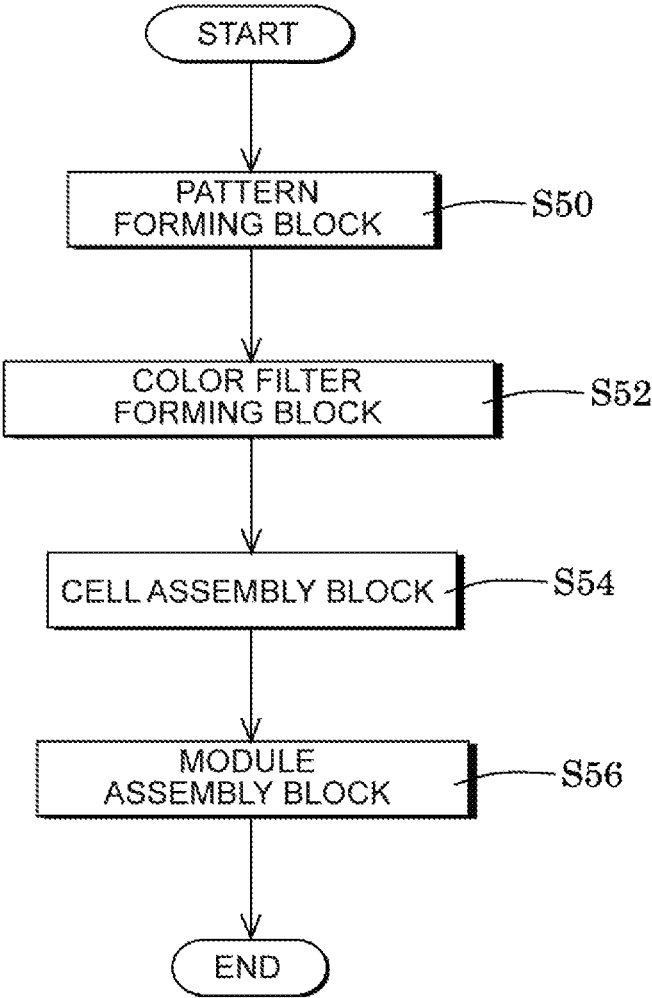 START
PATTERN
FORMING BLOCK
S50
COLOR FILTER
FORMING BLOCK
S52
CELL ASSEMBLY BLOCK
S54
MODULE
ASSEMBLY BLOCK
S56
END